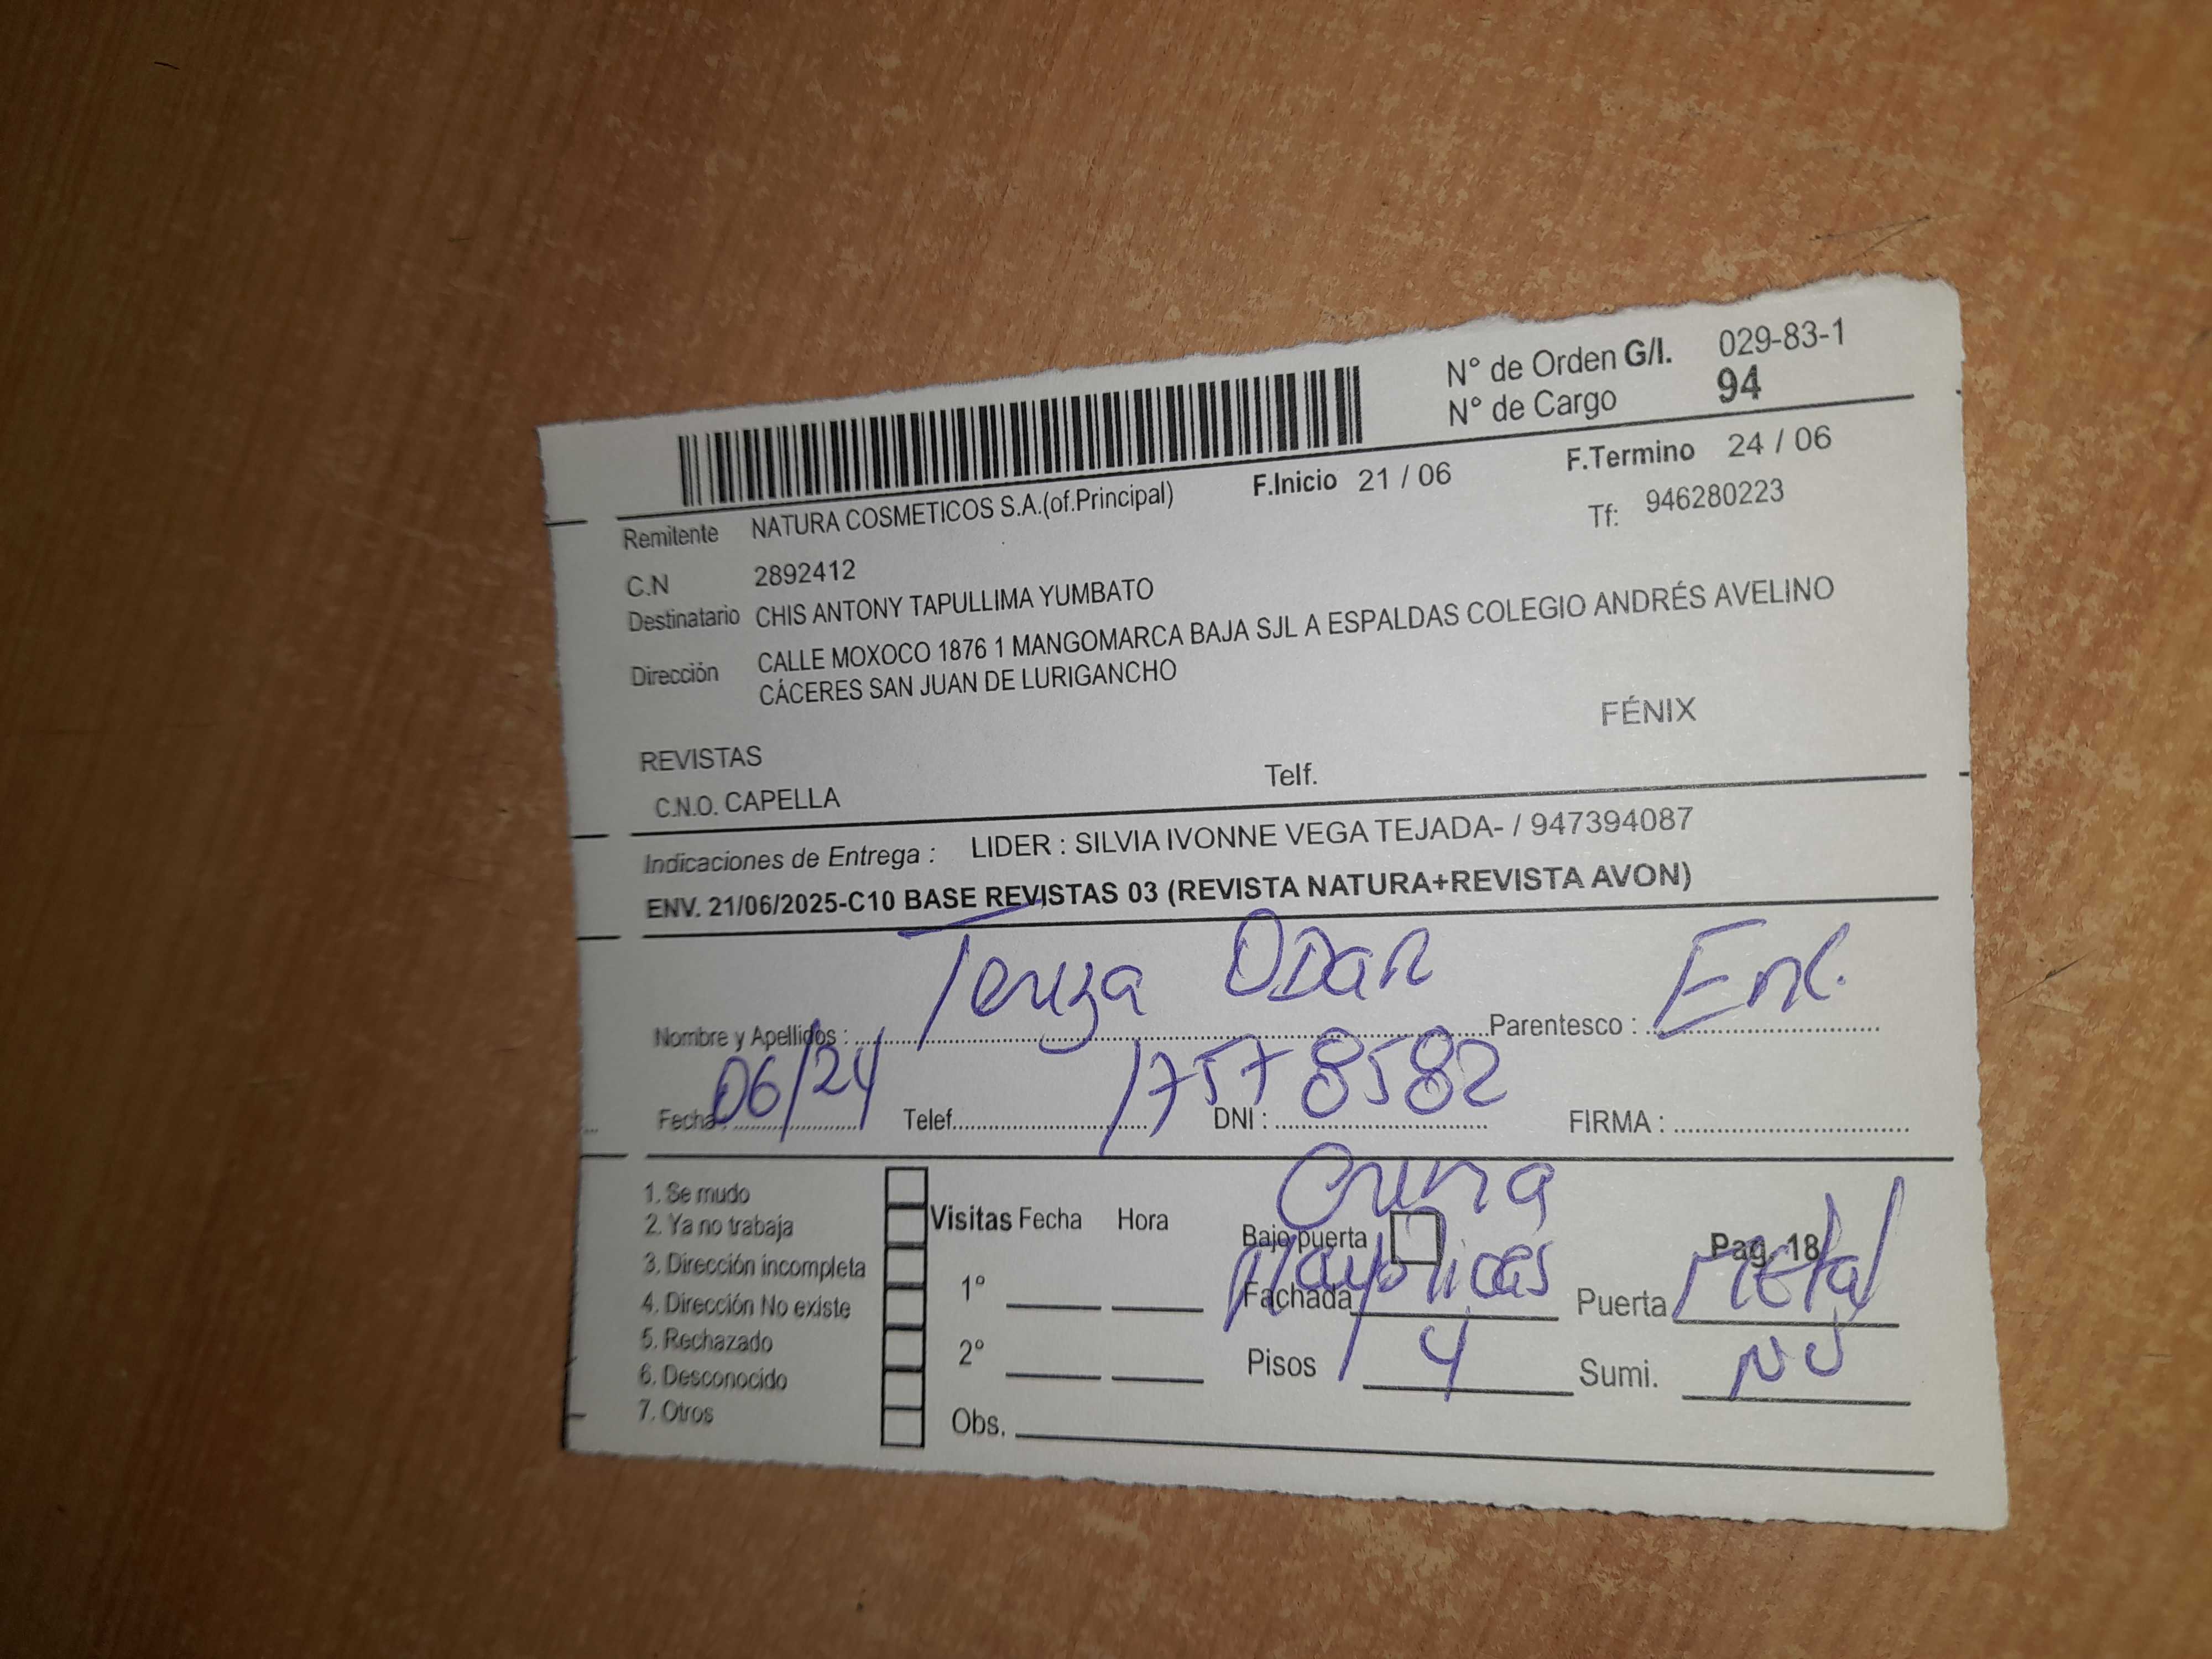 N° de Orden G/I. 029-83-1
N° de Cargo 94
F.Inicio 21 / 06 F.Termino 24 / 06
Remitente NATURA COSMETICOS S.A.(of.Principal) Tf: 946280223
C.N 2892412
Destinatario CHIS ANTONY TAPULLIMA YUMBATO
Dirección CALLE MOXOCO 1876 1 MANGOMARCA BAJA SJL A ESPALDAS COLEGIO ANDRÉS AVELINO
CÁCERES SAN JUAN DE LURIGANCHO
FÉNIX
REVISTAS
C.N.O. CAPELLA Telf.
Indicaciones de Entrega : LIDER : SILVIA IVONNE VEGA TEJADA- / 947394087
ENV. 21/06/2025-C10 BASE REVISTAS 03 (REVISTA NATURA+REVISTA AVON)
Nombre y Apellidos : ODAR Parentesco : Enc.
Fecha : 06/24 Telef. DNI : 17578582 FIRMA :
1. Se mudo
2. Ya no trabaja
3. Dirección incompleta
4. Dirección No existe
5. Rechazado
6. Desconocido
7. Otros
Visitas Fecha Hora
1°
2°
Obs.
Bajo puerta Pag. 18
Fachada Mayolicas Puerta Metal
Pisos 4 Sumi. NO